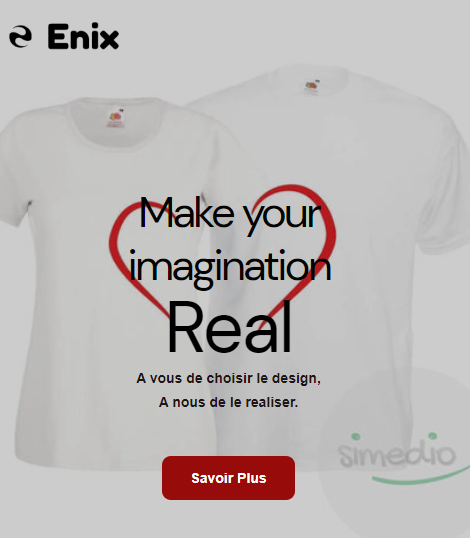 Enix
Make your
imagination
Real
A vous de choisir le design,
A nous de le realiser.
simedio
Savoir Plus